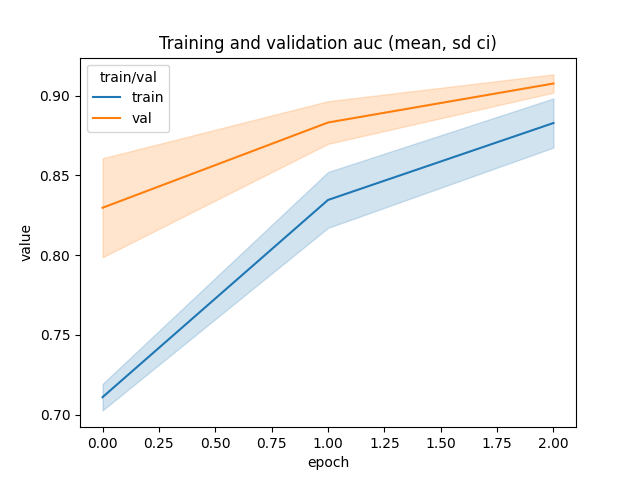 Training and validation auc (mean, sd ci)
train/val
train
val
0.90
0.85
0.80
0.75
0.70
value
0.00
0.25
0.50
0.75
1.00
1.25
1.50
1.75
2.00
epoch